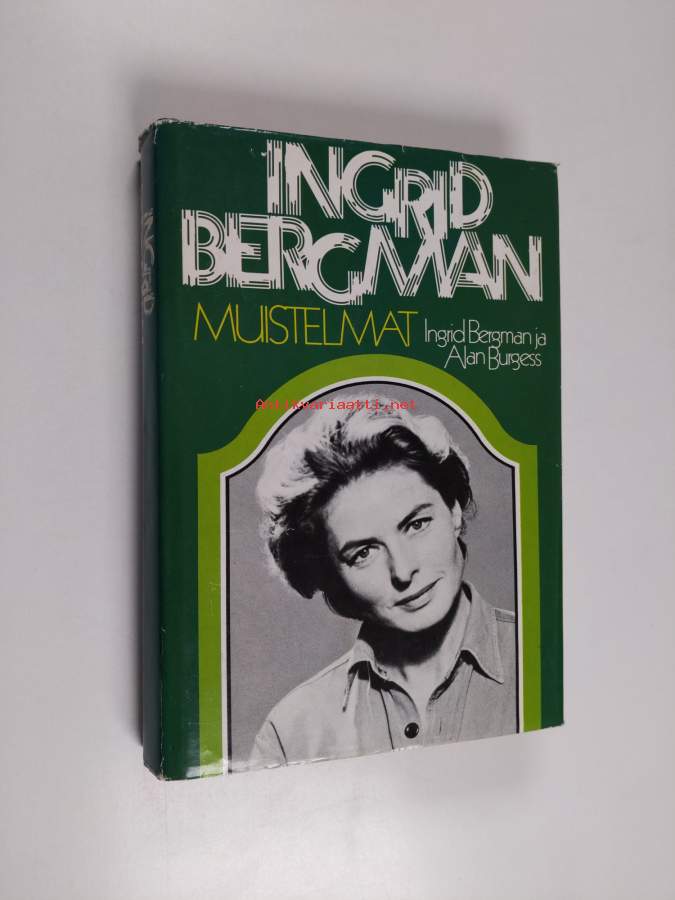 INGRID
BERGMAN
MUISTELMAT Ingrid Bergman ja
Alan Burgess
Antikvariaatti.net
INGRID